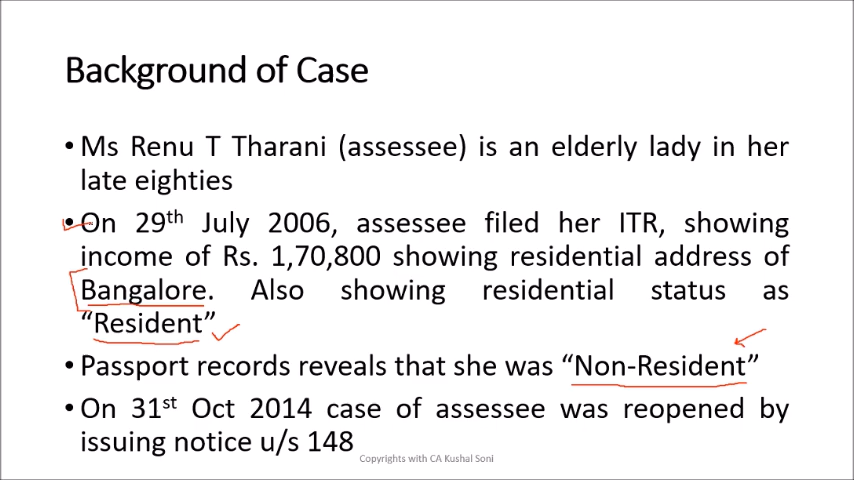 Background of Case
• Ms Renu T Tharani (assessee) is an elderly lady in her
late eighties
• On 29th July 2006, assessee filed her ITR, showing
income of Rs. 1,70,800 showing residential address of
Bangalore. Also showing residential status as
“Resident”
• Passport records reveals that she was “Non-Resident”
• On 31st Oct 2014 case of assessee was reopened by
issuing notice u/s 148
Copyrights with CA Kushal Soni